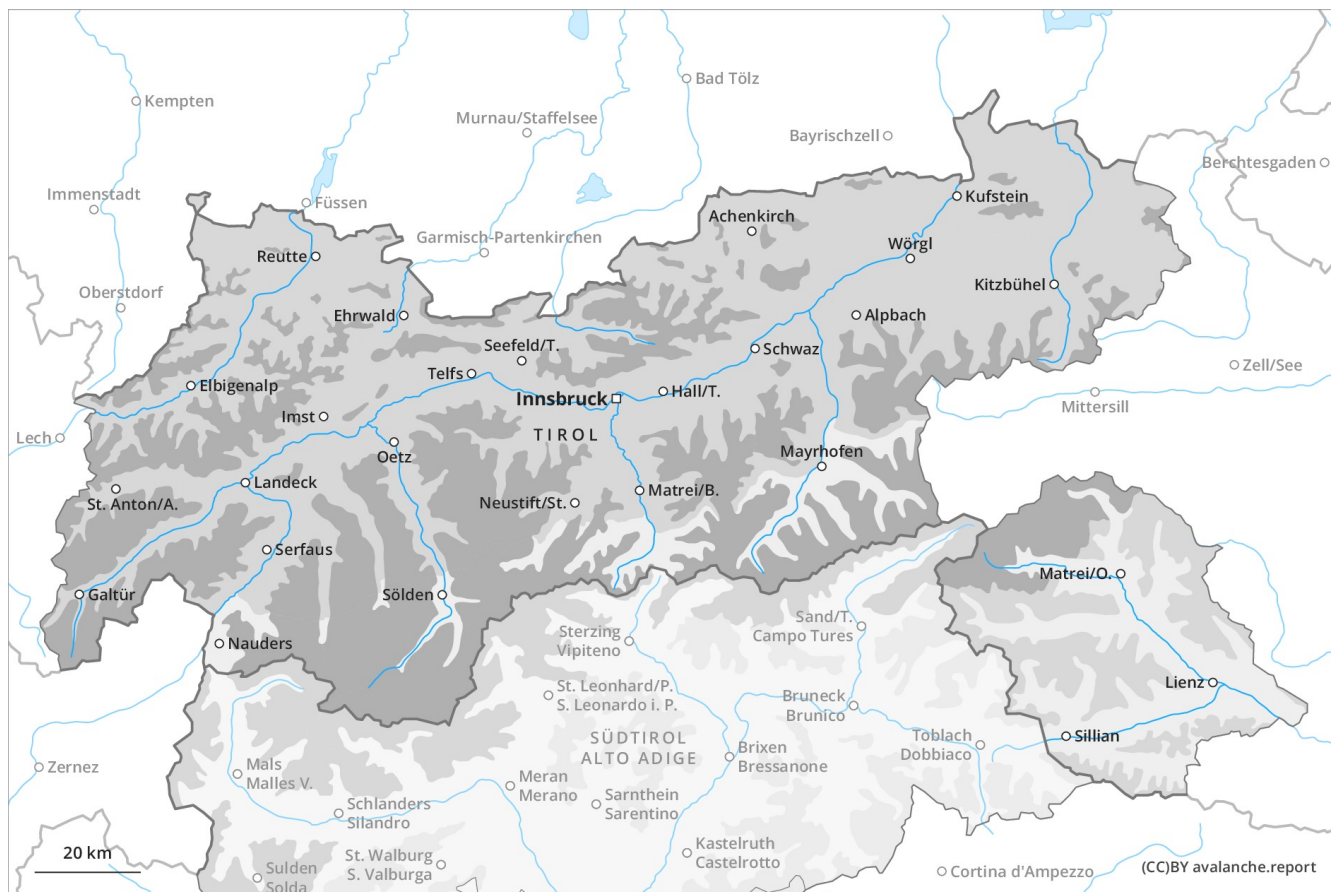 Bad Tölz
Kempten
Murnau/Staffelsee
Bayrischzell
Berchtesgaden
Immenstadt
Füssen
Kufstein
Achenkirch
Garmisch-Partenkirchen
Wörgl
Reutte
Kitzbühel
Oberstdorf
Ehrwald
Alpbach
Seefeld/T.
Schwaz
Zell/See
Telfs
Elbigenalp
Hall/T.
Innsbruck
Mittersill
Imst
TIROL
Lech
Oetz
Mayrhofen
Landeck
Matrei/B.
St. Anton/A.
Neustift/St.
Serfaus
Matrei/O.
Galtür
Sölden
Sand/T.
Campo Tures
Sterzing
Vipiteno
Nauders
Lienz
St. Leonhard/P.
S. Leonardo i. P.
Bruneck
Brunico
SÜDTIROL
ALTO ADIGE
Toblach
Dobbiaco
Sillian
Brixen
Bressanone
Zernez
Mals
Malles V.
Meran
Merano
Sarnthein
Sarentino
Schlanders
Silandro
Kastelruth
Castelrotto
20 km
St. Walburg
S. Valburga
Sulden
Solda
Cortina d'Ampezzo
(CC)BY avalanche.report